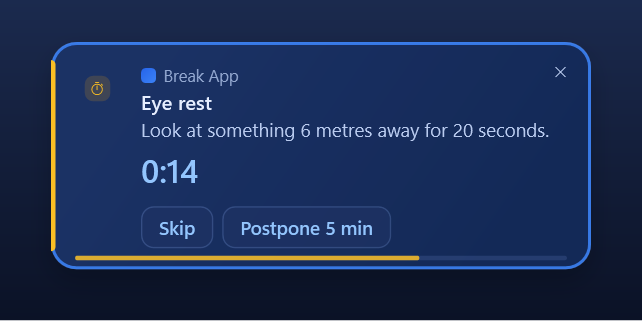 Break App
Eye rest
Look at something 6 metres away for 20 seconds.
0:14
Skip
Postpone 5 min